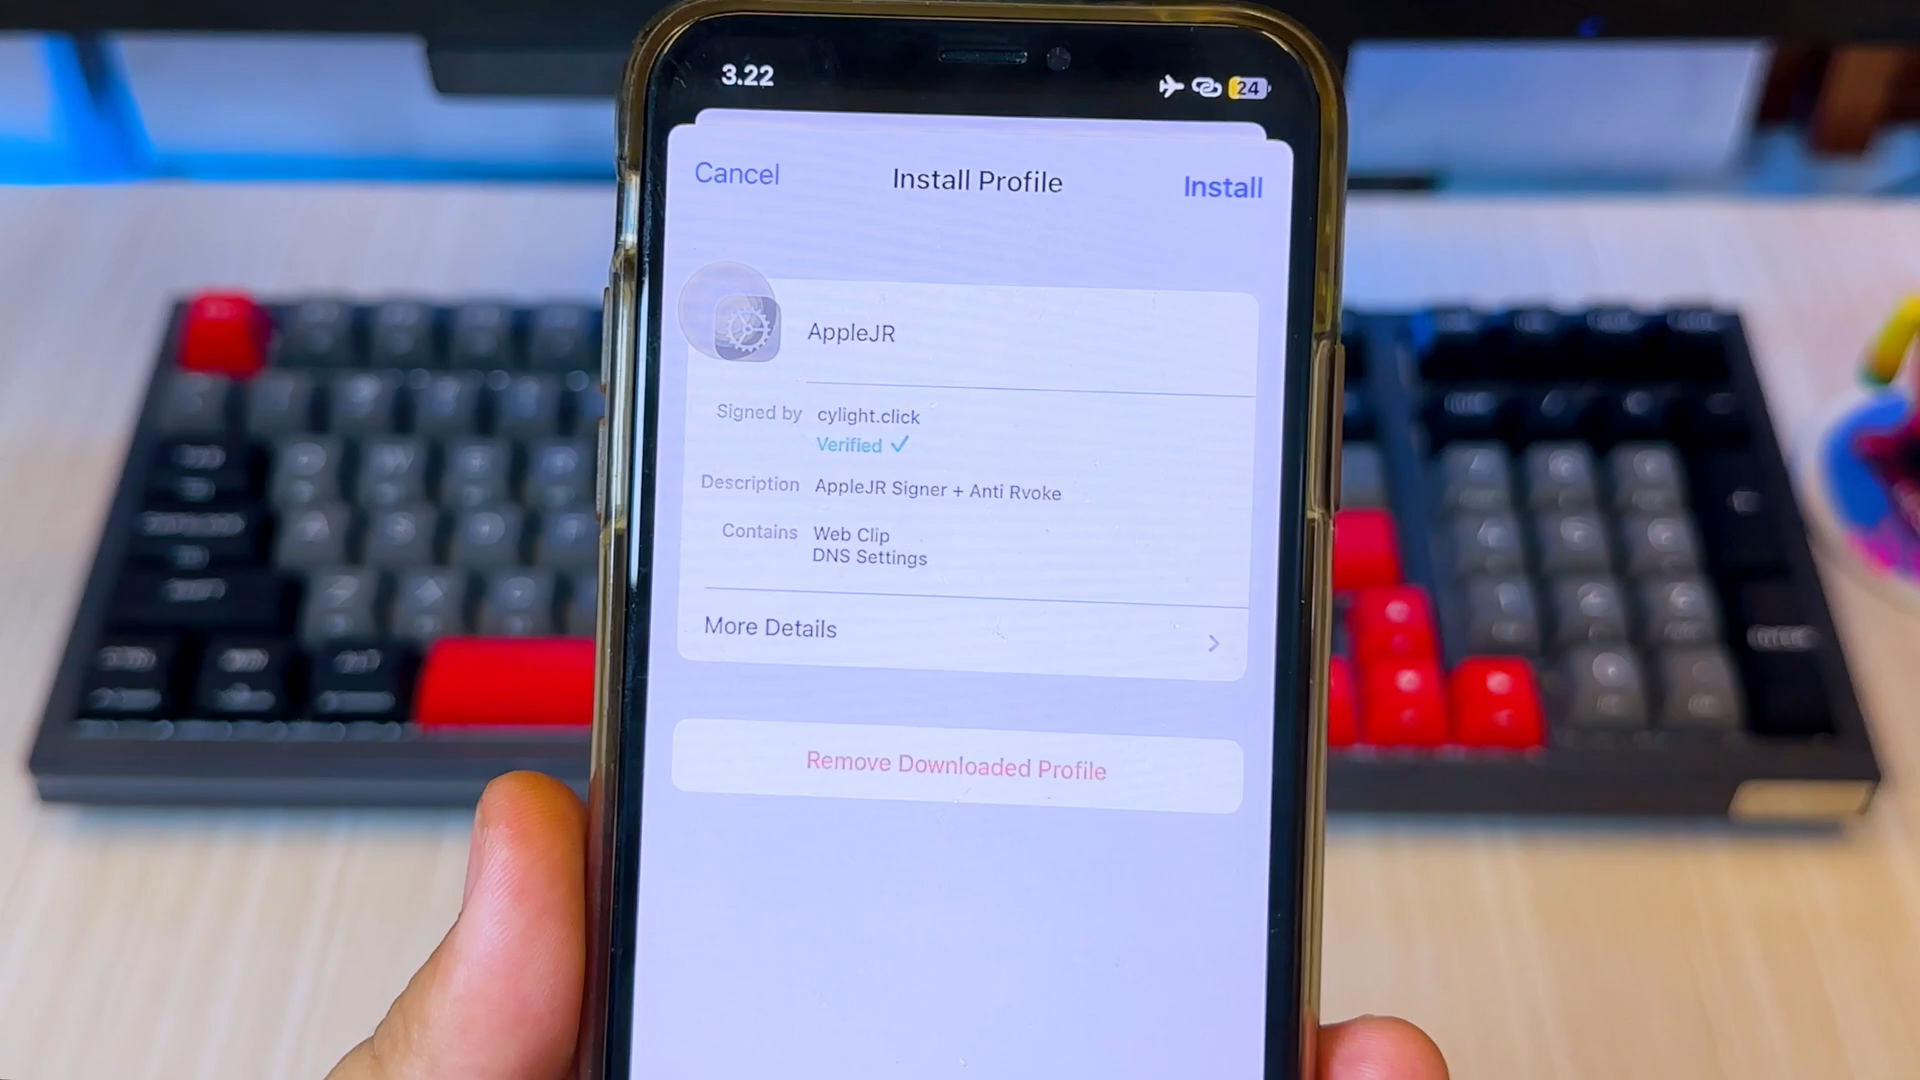 3.22
24
Cancel
Install Profile
Install
AppleJR
Signed by cylight.click
Verified ✓
Description AppleJR Signer + Anti Rvoke
Contains Web Clip
DNS Settings
More Details
Remove Downloaded Profile